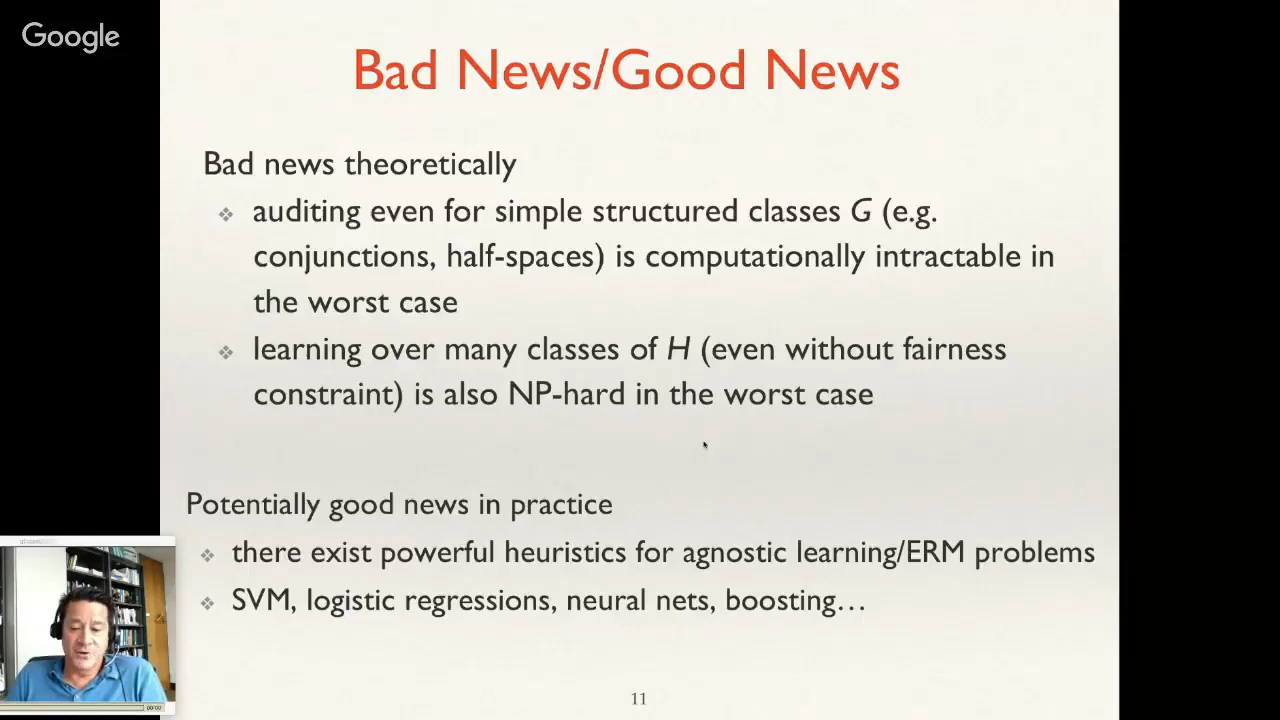 Google
Bad News/Good News
Bad news theoretically
auditing even for simple structured classes G (e.g.
conjunctions, half-spaces) is computationally intractable in
the worst case
learning over many classes of H (even without fairness
constraint) is also NP-hard in the worst case
Potentially good news in practice
there exist powerful heuristics for agnostic learning/ERM problems
SVM, logistic regressions, neural nets, boosting…
11